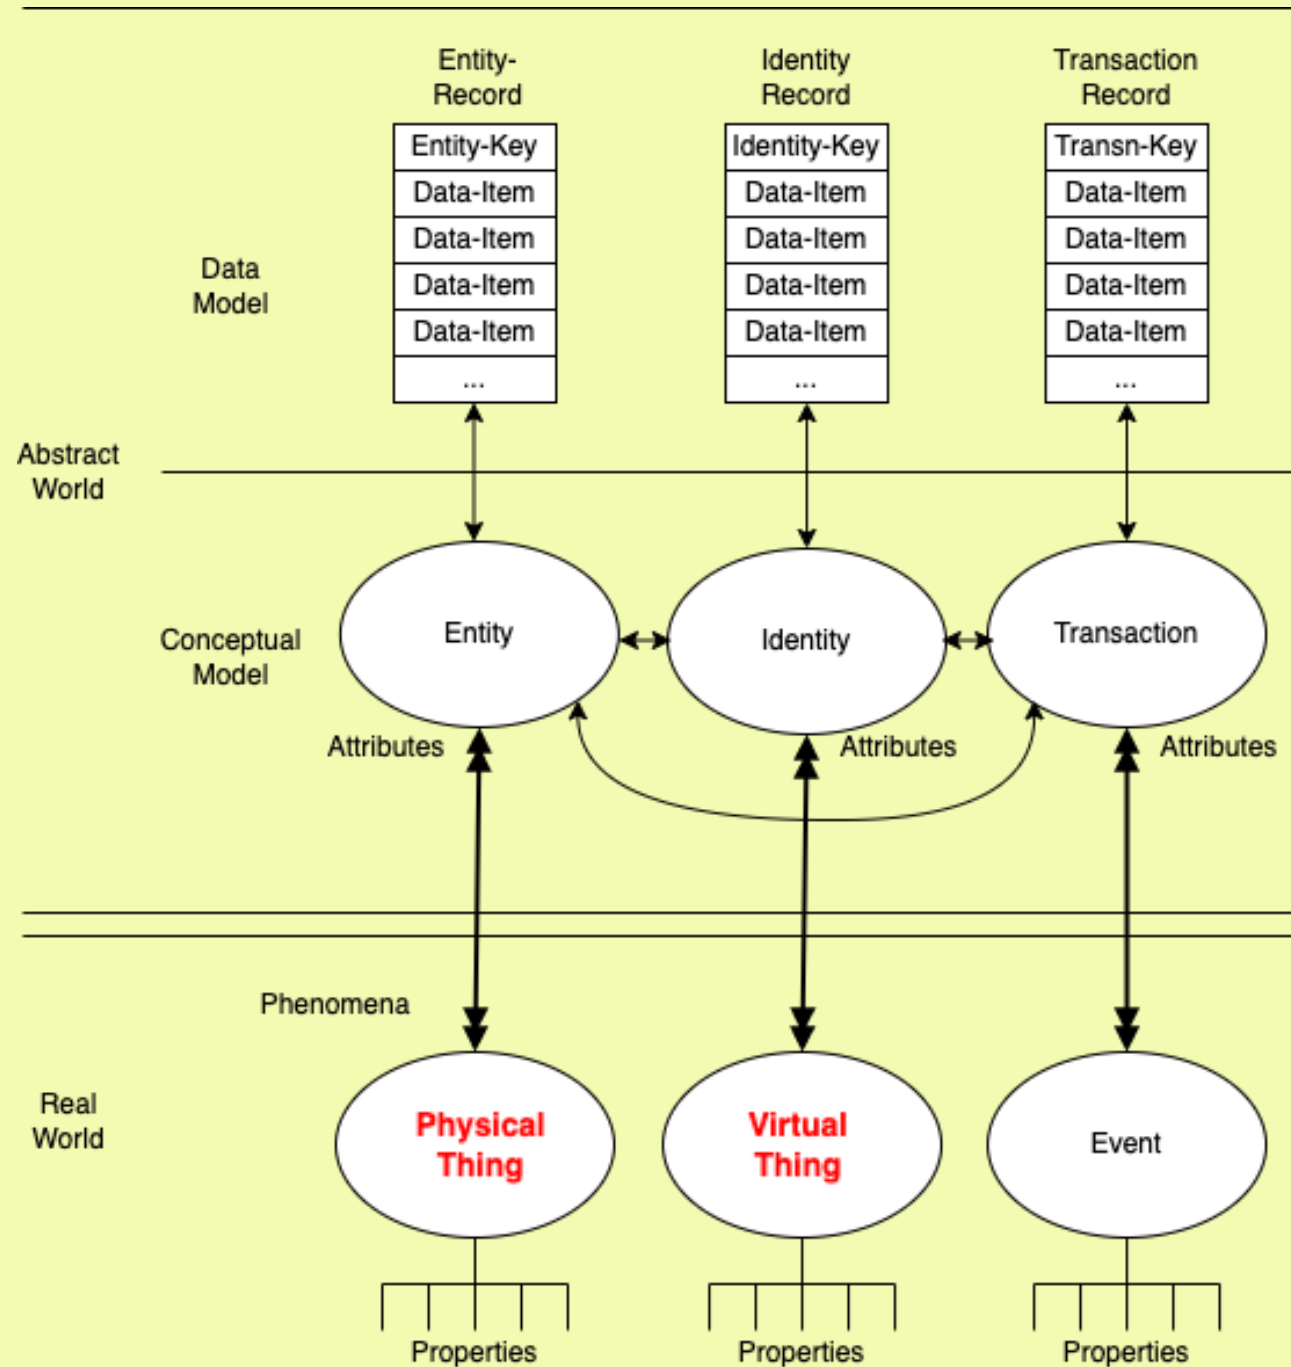 Entity-
Record
Identity
Record
Transaction
Record
Entity-Key
Identity-Key
Transn-Key
Data-Item
Data-Item
Data-Item
Data-Item
Data-Item
Data-Item
Data
Model
Data-Item
Data-Item
Data-Item
Data-Item
Data-Item
Data-Item
...
...
...
Abstract
World
Conceptual
Model
Entity
Identity
Transaction
Attributes
Attributes
Attributes
Phenomena
Real
World
Physical
Thing
Virtual
Thing
Event
Properties
Properties
Properties